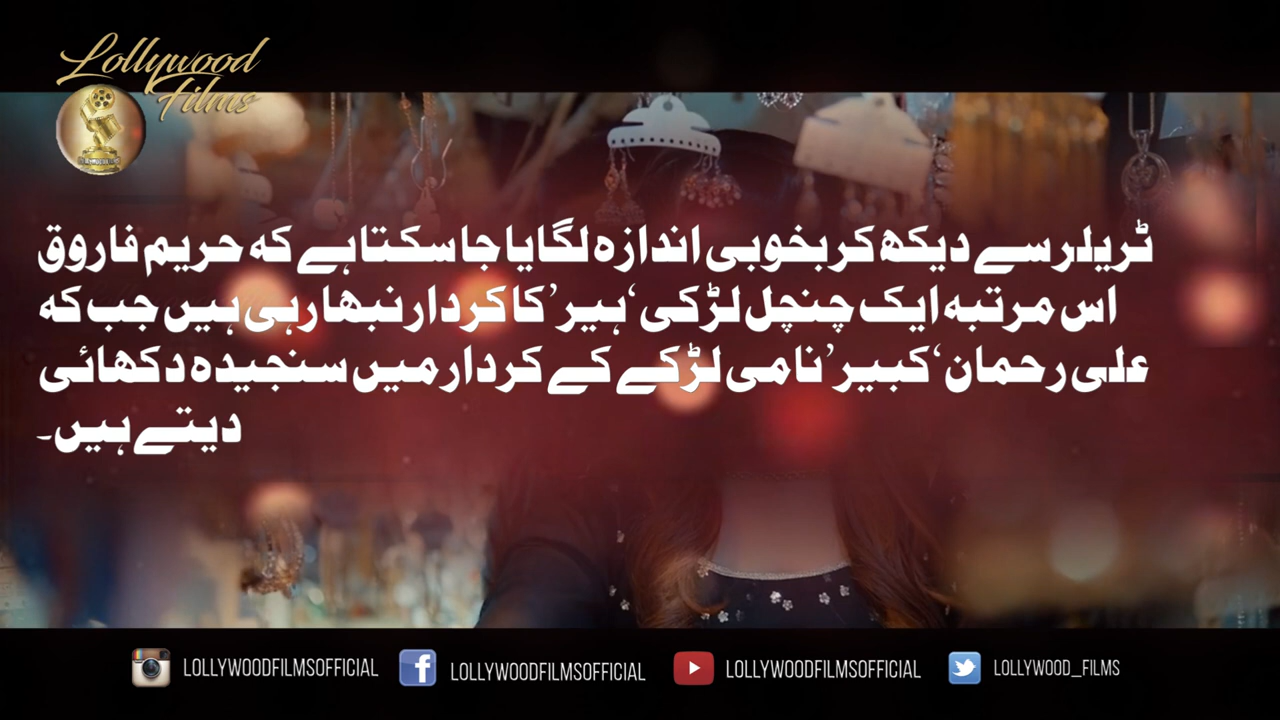 Lollywood
Films
LOLLYWOODFILMS
ٹریلر سے دیکھ کر بخوبی اندازہ لگایا جا سکتا ہے کہ حریم فاروق
اس مرتبہ ایک چنچل لڑکی ‘ہیر’ کا کردار نبھا رہی ہیں جب کہ
علی رحمان ‘کبیر’ نامی لڑکے کے کردار میں سنجیدہ دکھائی
دیتے ہیں۔
LOLLYWOODFILMSOFFICIAL
LOLLYWOODFILMSOFFICIAL
LOLLYWOODFILMSOFFICIAL
LOLLYWOOD_FILMS